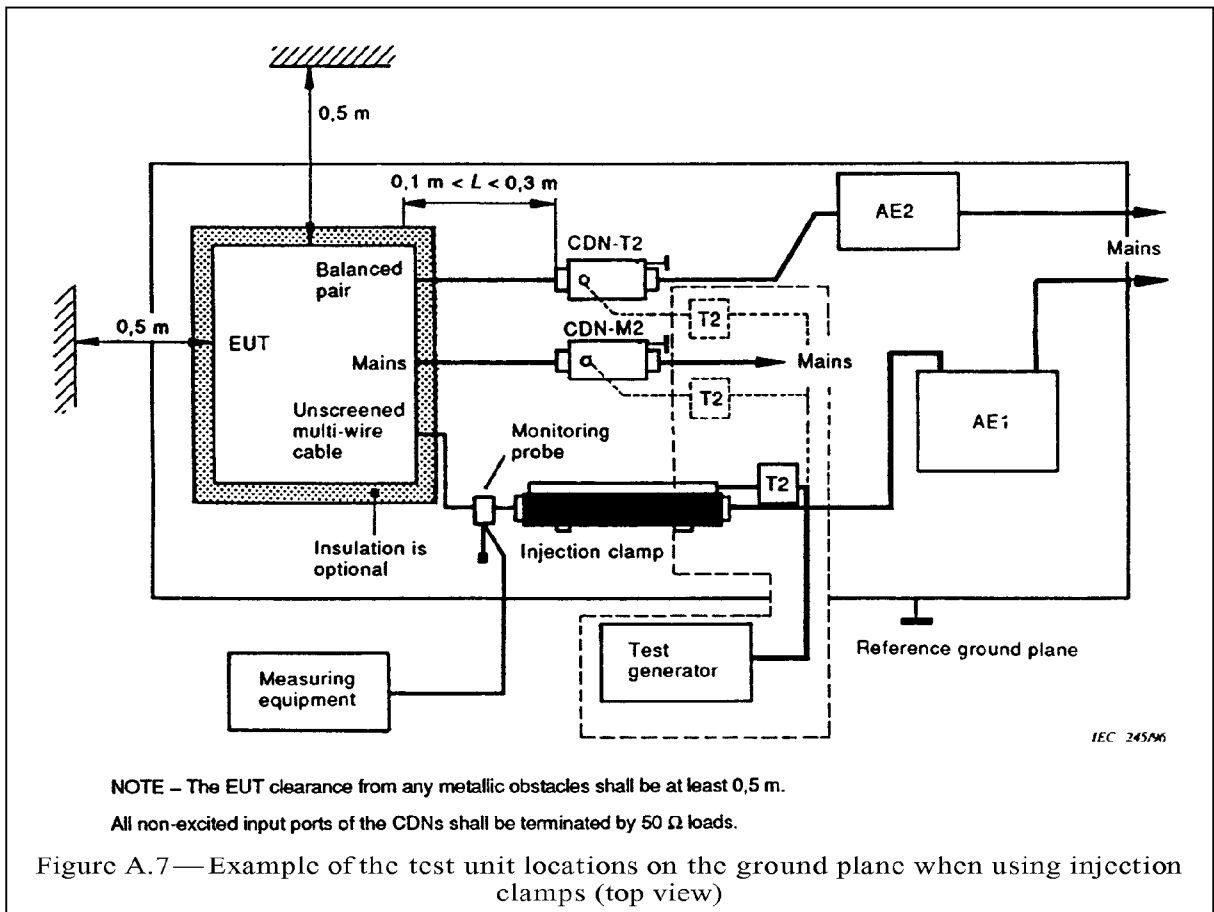 0,5 m
0,1 m < L < 0,3 m
AE2
CDN-T2
Mains
Balanced
pair
T2
0,5 m
EUT
CDN-M2
Mains
Mains
T2
AE1
Unscreened
multi-wire
cable
Monitoring
probe
T2
Injection clamp
Insulation is
optional
Reference ground plane
Test
generator
Measuring
equipment
IEC 245/96
NOTE – The EUT clearance from any metallic obstacles shall be at least 0,5 m.
All non-excited input ports of the CDNs shall be terminated by 50 Ω loads.
Figure A.7—Example of the test unit locations on the ground plane when using injection
clamps (top view)